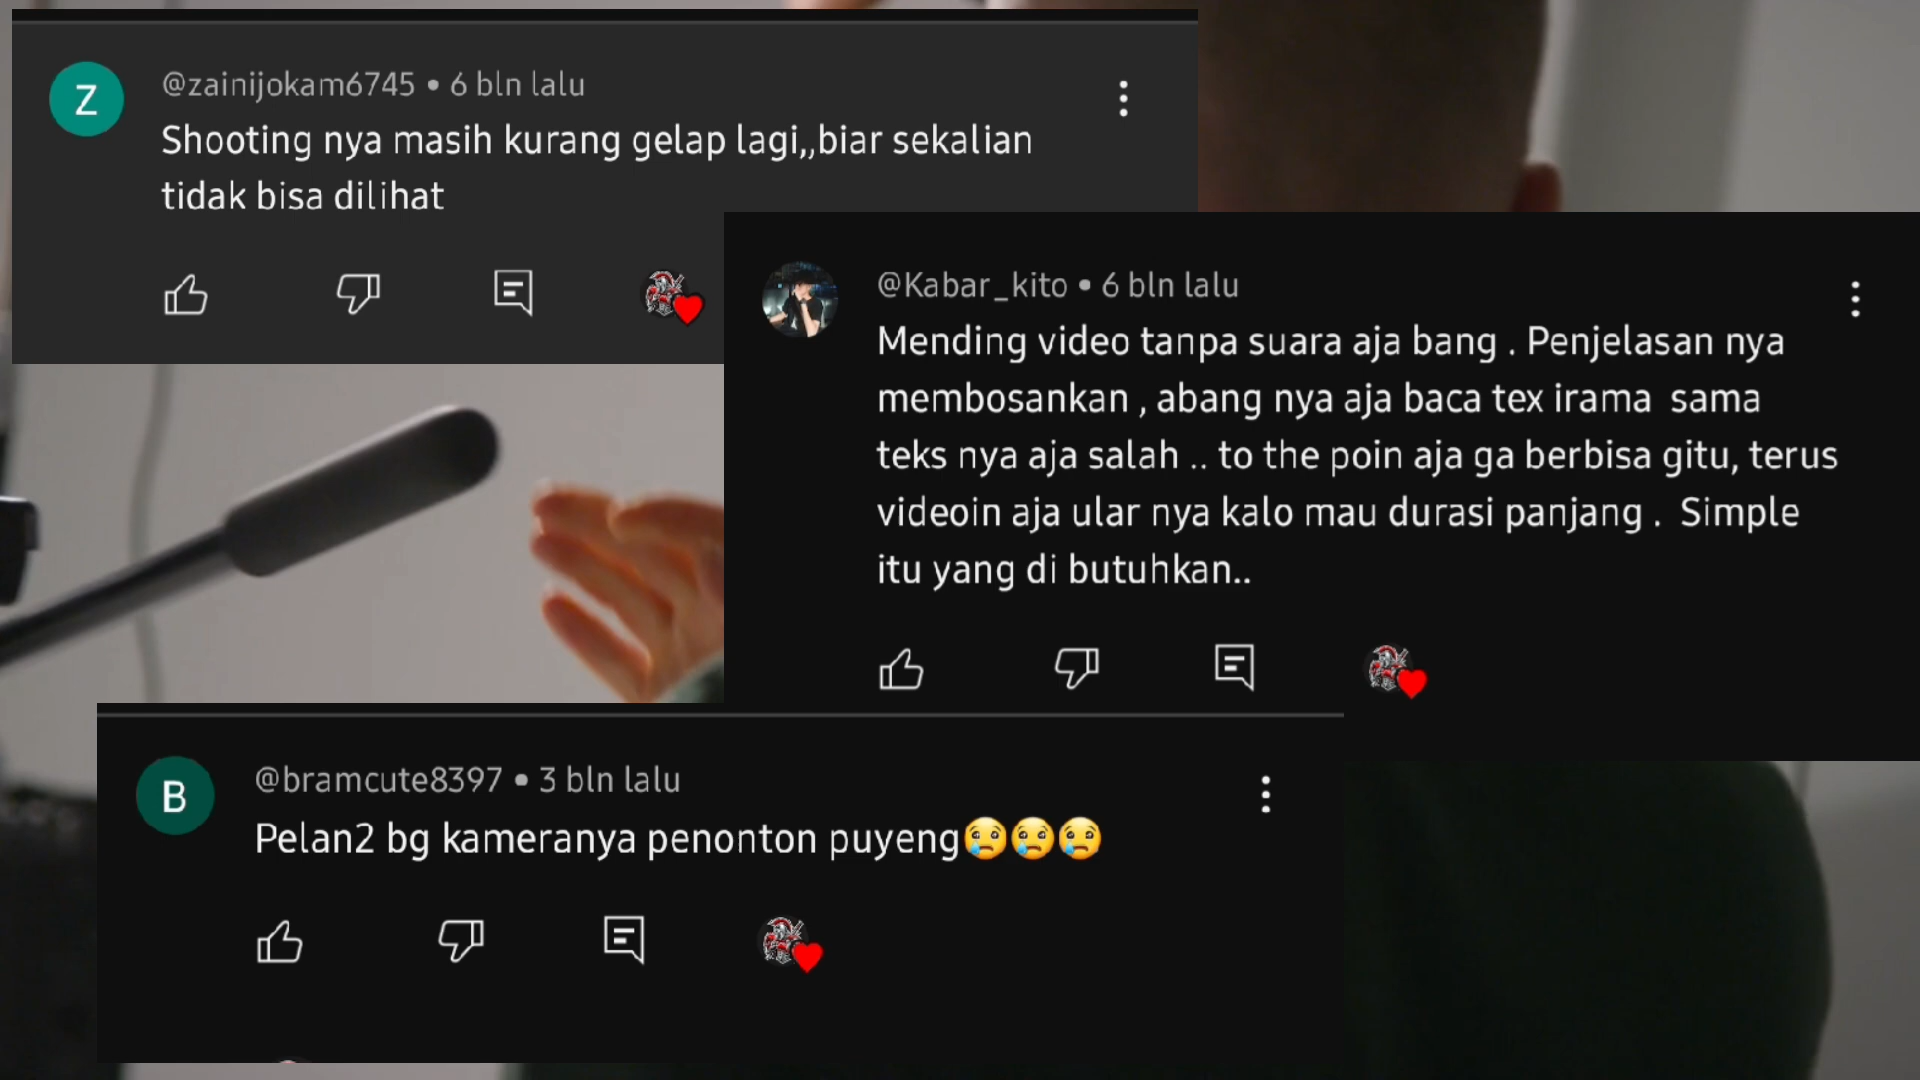 Z
@zainijokam6745 • 6 bln lalu
Shooting nya masih kurang gelap lagi,,biar sekalian
tidak bisa dilihat
@Kabar_kito • 6 bln lalu
Mending video tanpa suara aja bang . Penjelasan nya
membosankan , abang nya aja baca tex irama  sama
teks nya aja salah .. to the poin aja ga berbisa gitu, terus
videoin aja ular nya kalo mau durasi panjang .  Simple
itu yang di butuhkan..
B
@bramcute8397 • 3 bln lalu
Pelan2 bg kameranya penonton puyeng😢😢😢